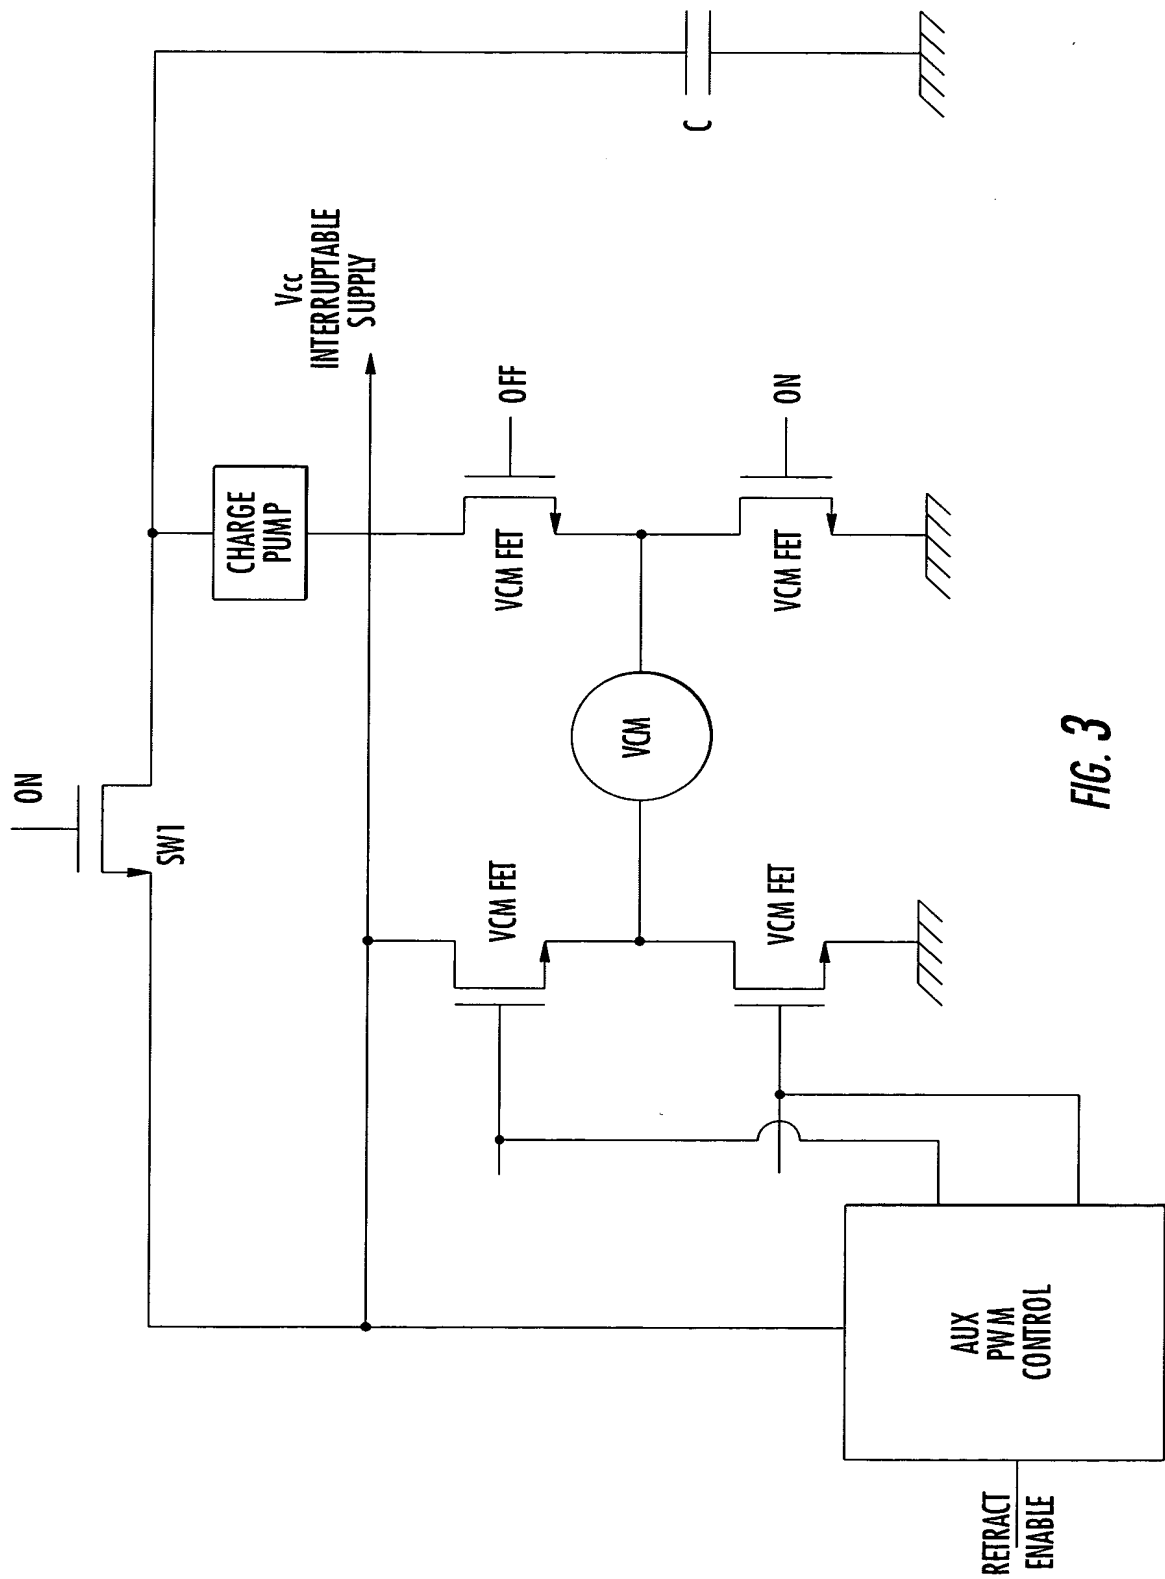 ON
SW1
CHARGE
PUMP
Vcc
INTERRUPTABLE
SUPPLY
C
VCM FET
VCM FET
OFF
VCM
VCM FET
VCM FET
ON
AUX
PWM
CONTROL
RETRACT
ENABLE
FIG. 3